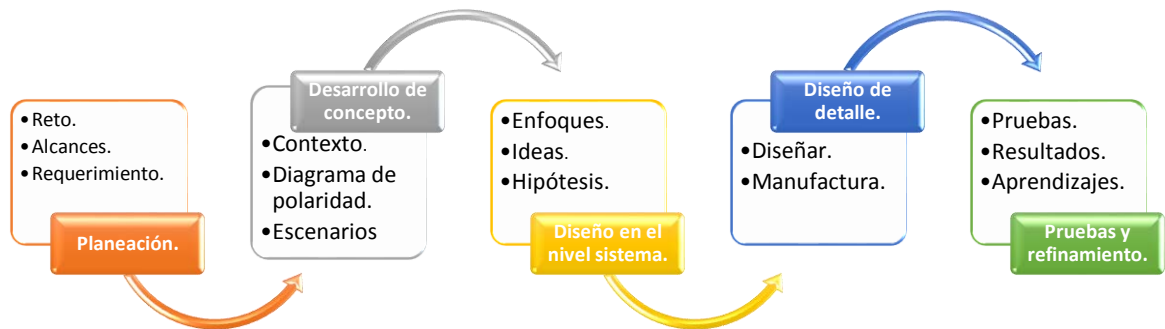 • Reto.
• Alcances.
• Requerimiento.
Planeación.
Desarrollo de
concepto.
• Contexto.
• Diagrama de
polaridad.
• Escenarios
• Enfoques.
• Ideas.
• Hipótesis.
Diseño en el
nivel sistema.
Diseño de
detalle.
• Diseñar.
• Manufactura.
• Pruebas.
• Resultados.
• Aprendizajes.
Pruebas y
refinamiento.